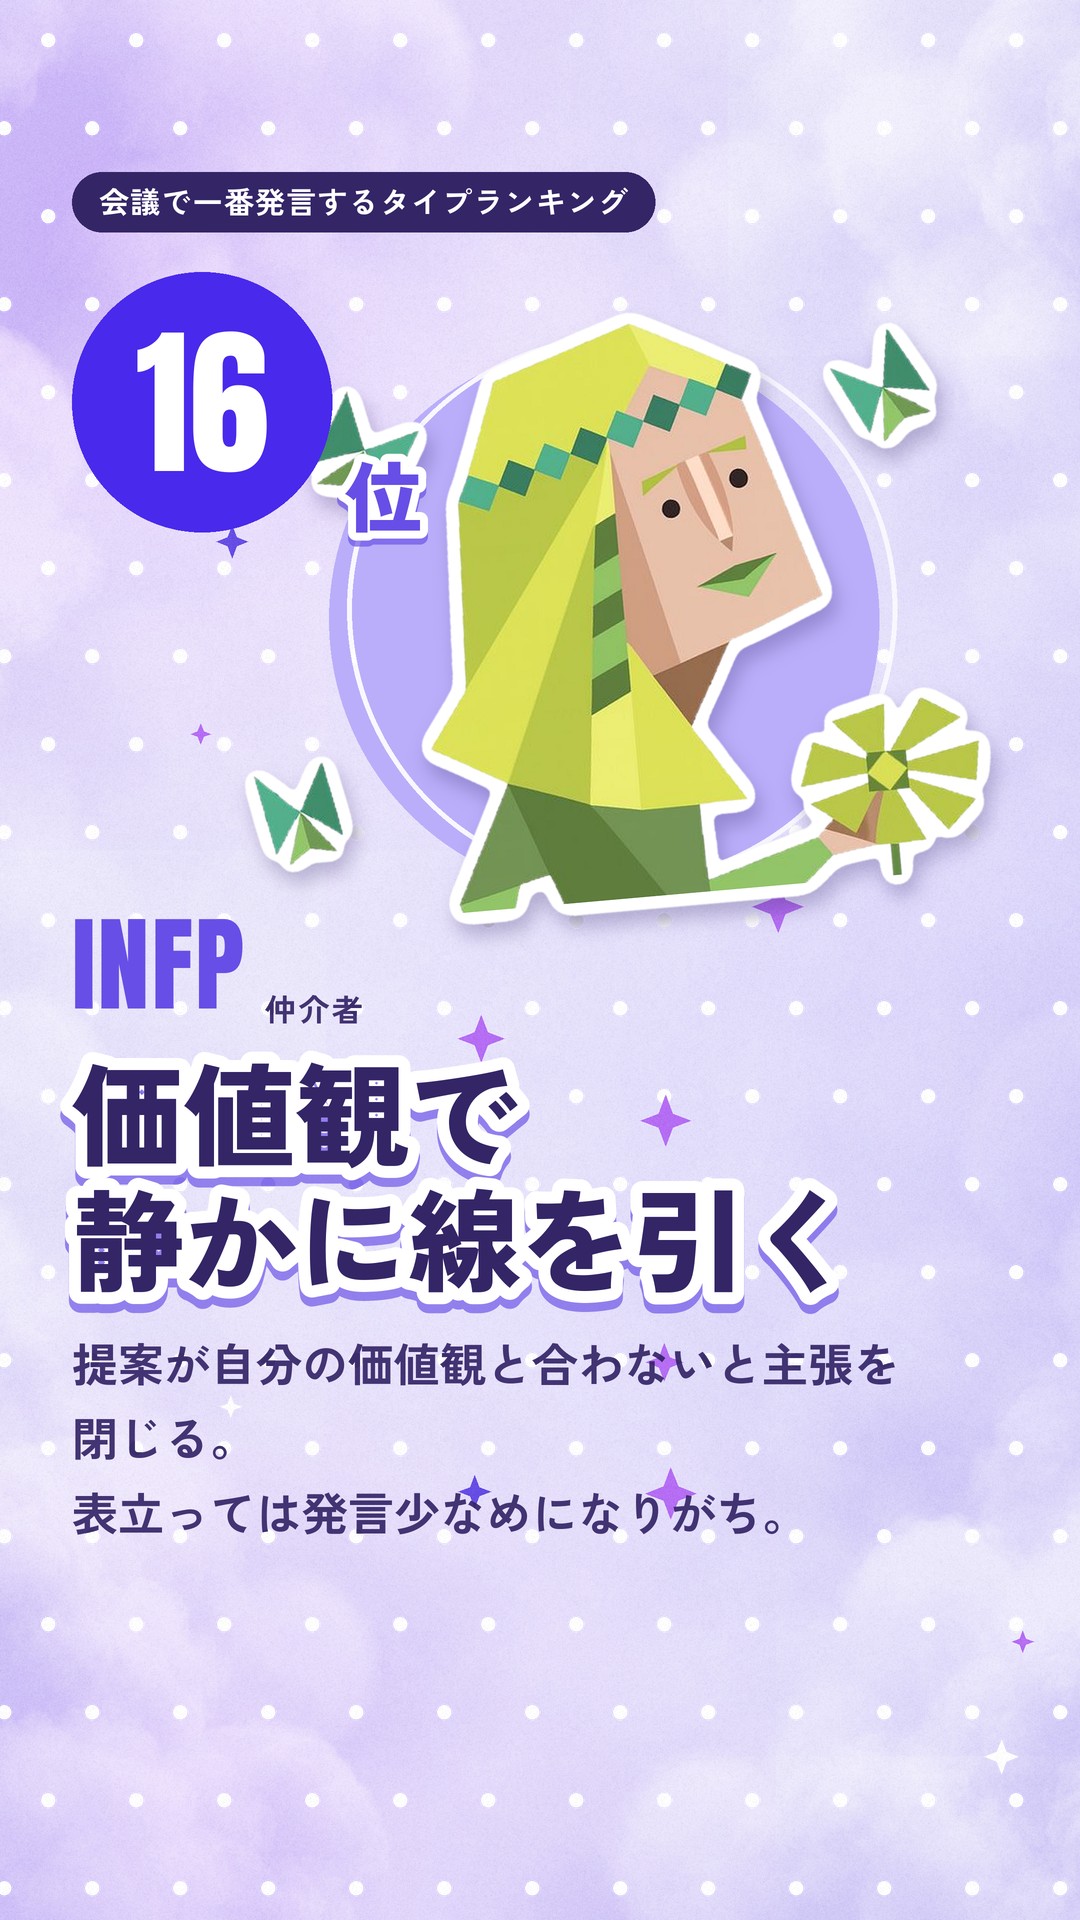 会議で一番発言するタイプランキング
16
位
INFP
仲介者
価値観で
静かに線を引く
提案が自分の価値観と合わないと主張を
閉じる。
表立っては発言少なめになりがち。